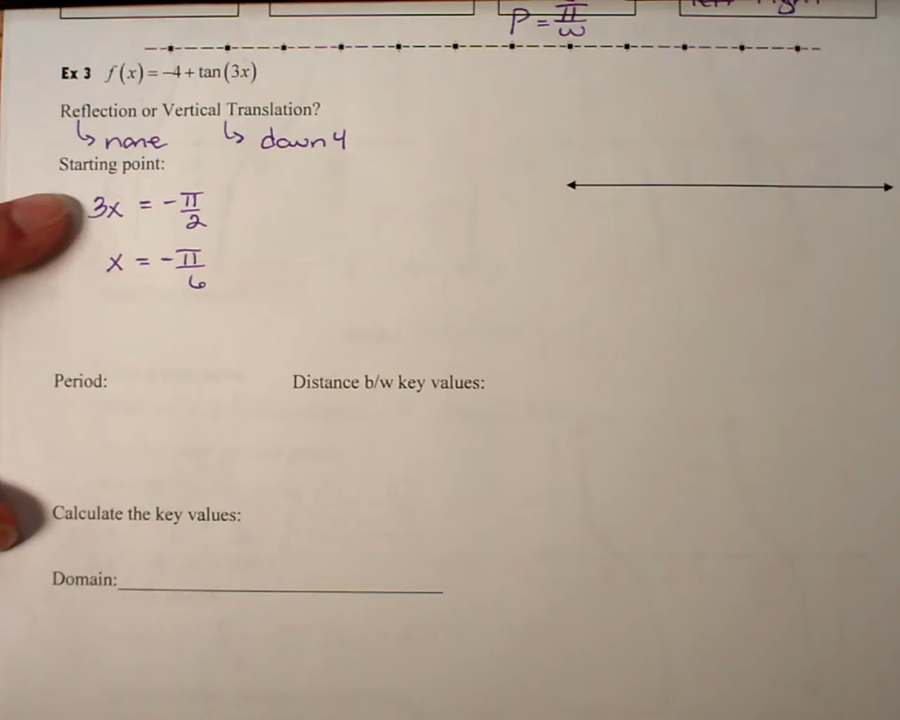 P = π/ω
Ex 3 f(x) = -4 + tan(3x)
Reflection or Vertical Translation?
↳ none ↳ down 4
Starting point:
3x = -π/2
x = -π/6
Period: Distance b/w key values:
Calculate the key values:
Domain: